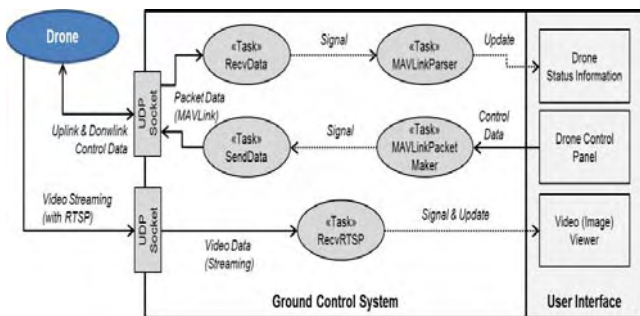 Drone
«Task»
RecvData
Signal
«Task»
MAVLinkParser
Update
Drone
Status Information
UDP
Socket
Packet Data
(MAVLink)
Uplink & Donwlink
Control Data
«Task»
SendData
Signal
«Task»
MAVLinkPacket
Maker
Control
Data
Drone Control
Panel
Video Streaming
(with RTSP)
UDP
Socket
Video Data
(Streaming)
«Task»
RecvRTSP
Signal & Update
Video (Image)
Viewer
Ground Control System
User Interface